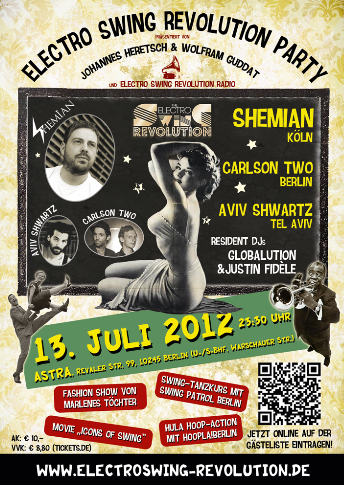 ELECTRO SWING REVOLUTION PARTY
PRÄSENTIERT VON
JOHANNES HERETSCH & WOLFRAM GUDDAT
UND ELECTRO SWING REVOLUTION RADIO
SHEMIAN
ELECTRO
SWING
REVOLUTION
SHEMIAN
KÖLN
CARLSON TWO
BERLIN
AVIV SHWARTZ
TEL AVIV
AVIV SHWARTZ
CARLSON TWO
RESIDENT DJs
GLOBALUTION
& JUSTIN FIDÈLE
13. JULI 2012 23:30 UHR
ASTRA, REVALER STR. 99, 10245 BERLIN (U-/S-BHF. WARSCHAUER STR.)
FASHION SHOW VON
MARLENES TÖCHTER
SWING-TANZKURS MIT
SWING PATROL BERLIN
MOVIE „ICONS OF SWING"
HULA HOOP-ACTION
MIT HOOPLA!BERLIN
AK: € 10,-
VVK: € 8,80 (TICKETS.DE)
JETZT ONLINE AUF DER
GÄSTELISTE EINTRAGEN!
WWW.ELECTROSWING-REVOLUTION.DE